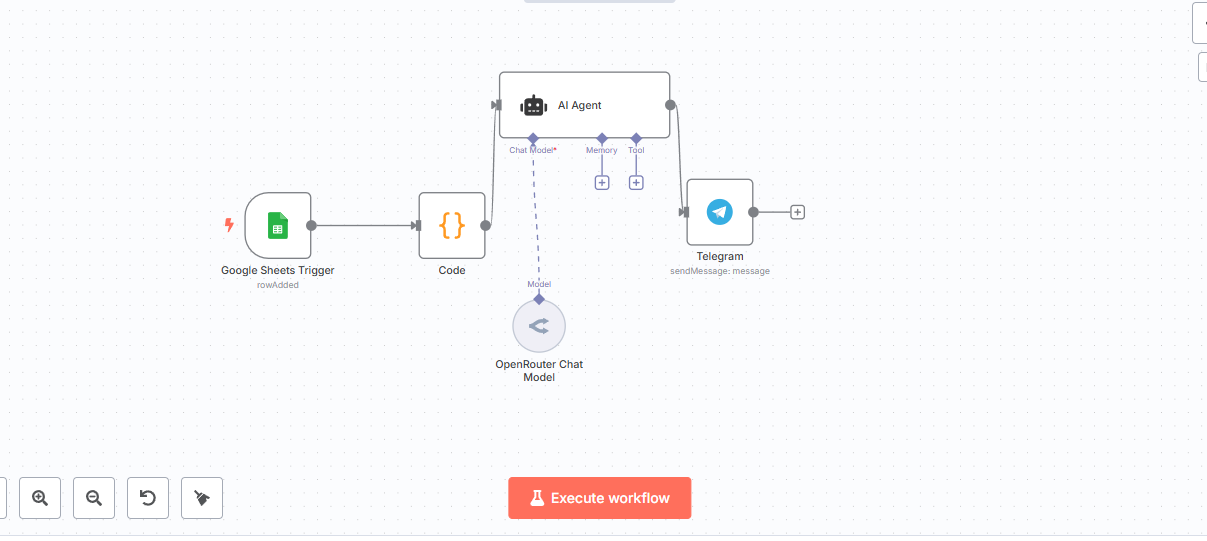 AI Agent
Chat Model*
Memory
Tool
Google Sheets Trigger
rowAdded
Code
Telegram
sendMessage: message
Model
OpenRouter Chat
Model
Execute workflow